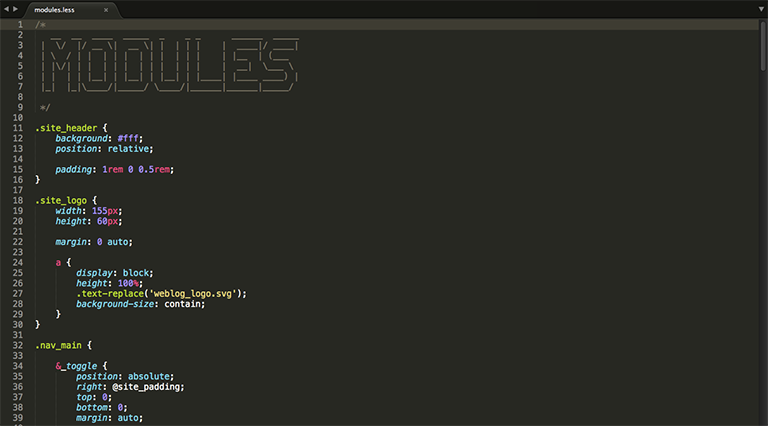 modules.less ×
1 /*
2
3
4
5
6
7
8
9 */
10
11 .site_header {
12 background: #fff;
13 position: relative;
14
15 padding: 1rem 0 0.5rem;
16 }
17
18 .site_logo {
19 width: 155px;
20 height: 60px;
21
22 margin: 0 auto;
23
24 a {
25 display: block;
26 height: 100%;
27 .text-replace('weblog_logo.svg');
28 background-size: contain;
29 }
30 }
31
32 .nav_main {
33
34 &_toggle {
35 position: absolute;
36 right: @site_padding;
37 top: 0;
38 bottom: 0;
39 margin: auto;
MODULES